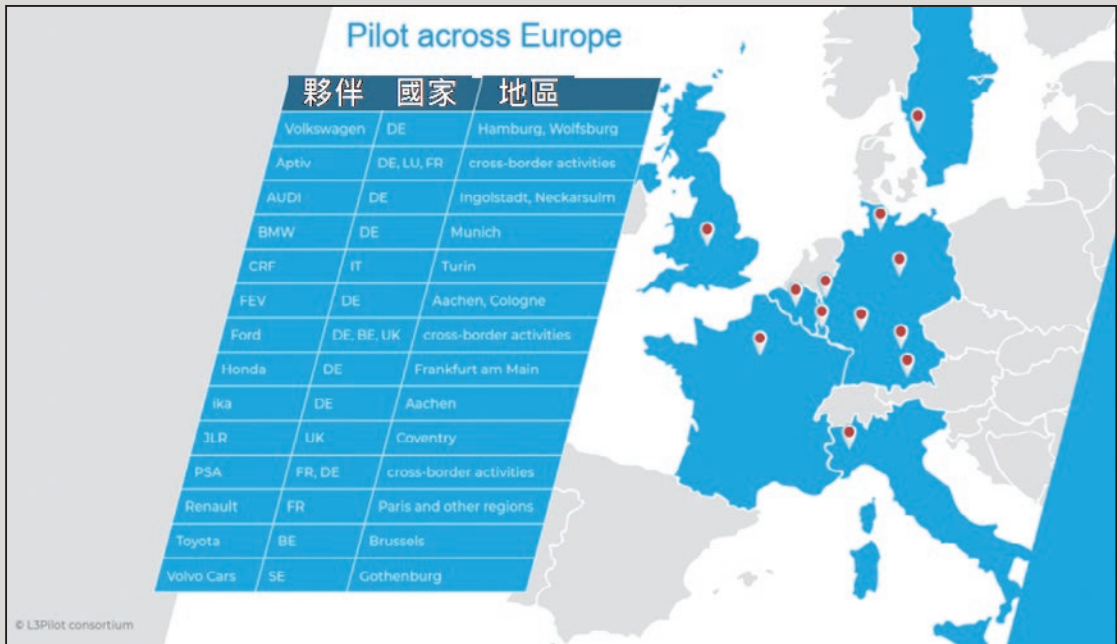 Pilot across Europe
夥伴 國家 地區
Volkswagen DE Hamburg, Wolfsburg
Aptiv DE, LU, FR cross-border activities
AUDI DE Ingolstadt, Neckarsulm
BMW DE Munich
CRF IT Turin
FEV DE Aachen, Cologne
Ford DE, BE, UK cross-border activities
Honda DE Frankfurt am Main
ika DE Aachen
JLR UK Coventry
PSA FR, DE cross-border activities
Renault FR Paris and other regions
Toyota BE Brussels
Volvo Cars SE Gothenburg
© L3Pilot consortium